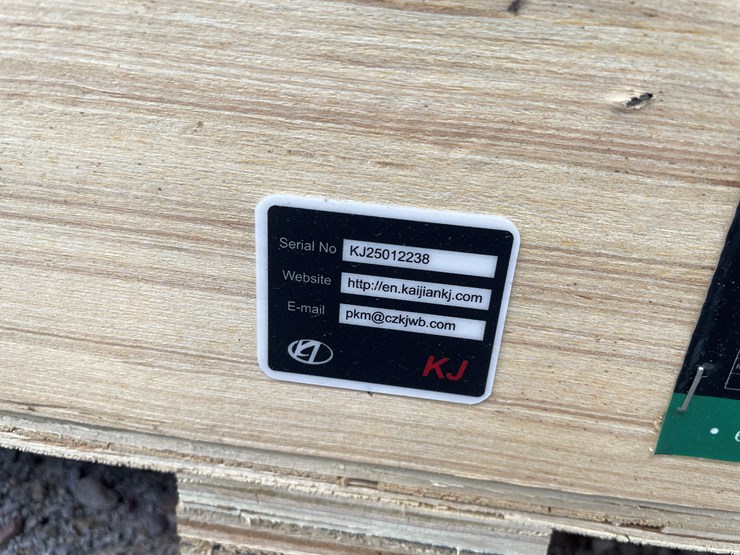 Serial No KJ25012238
Website http://en.kaijiankj.com
E-mail pkm@czkjwb.com
KJ